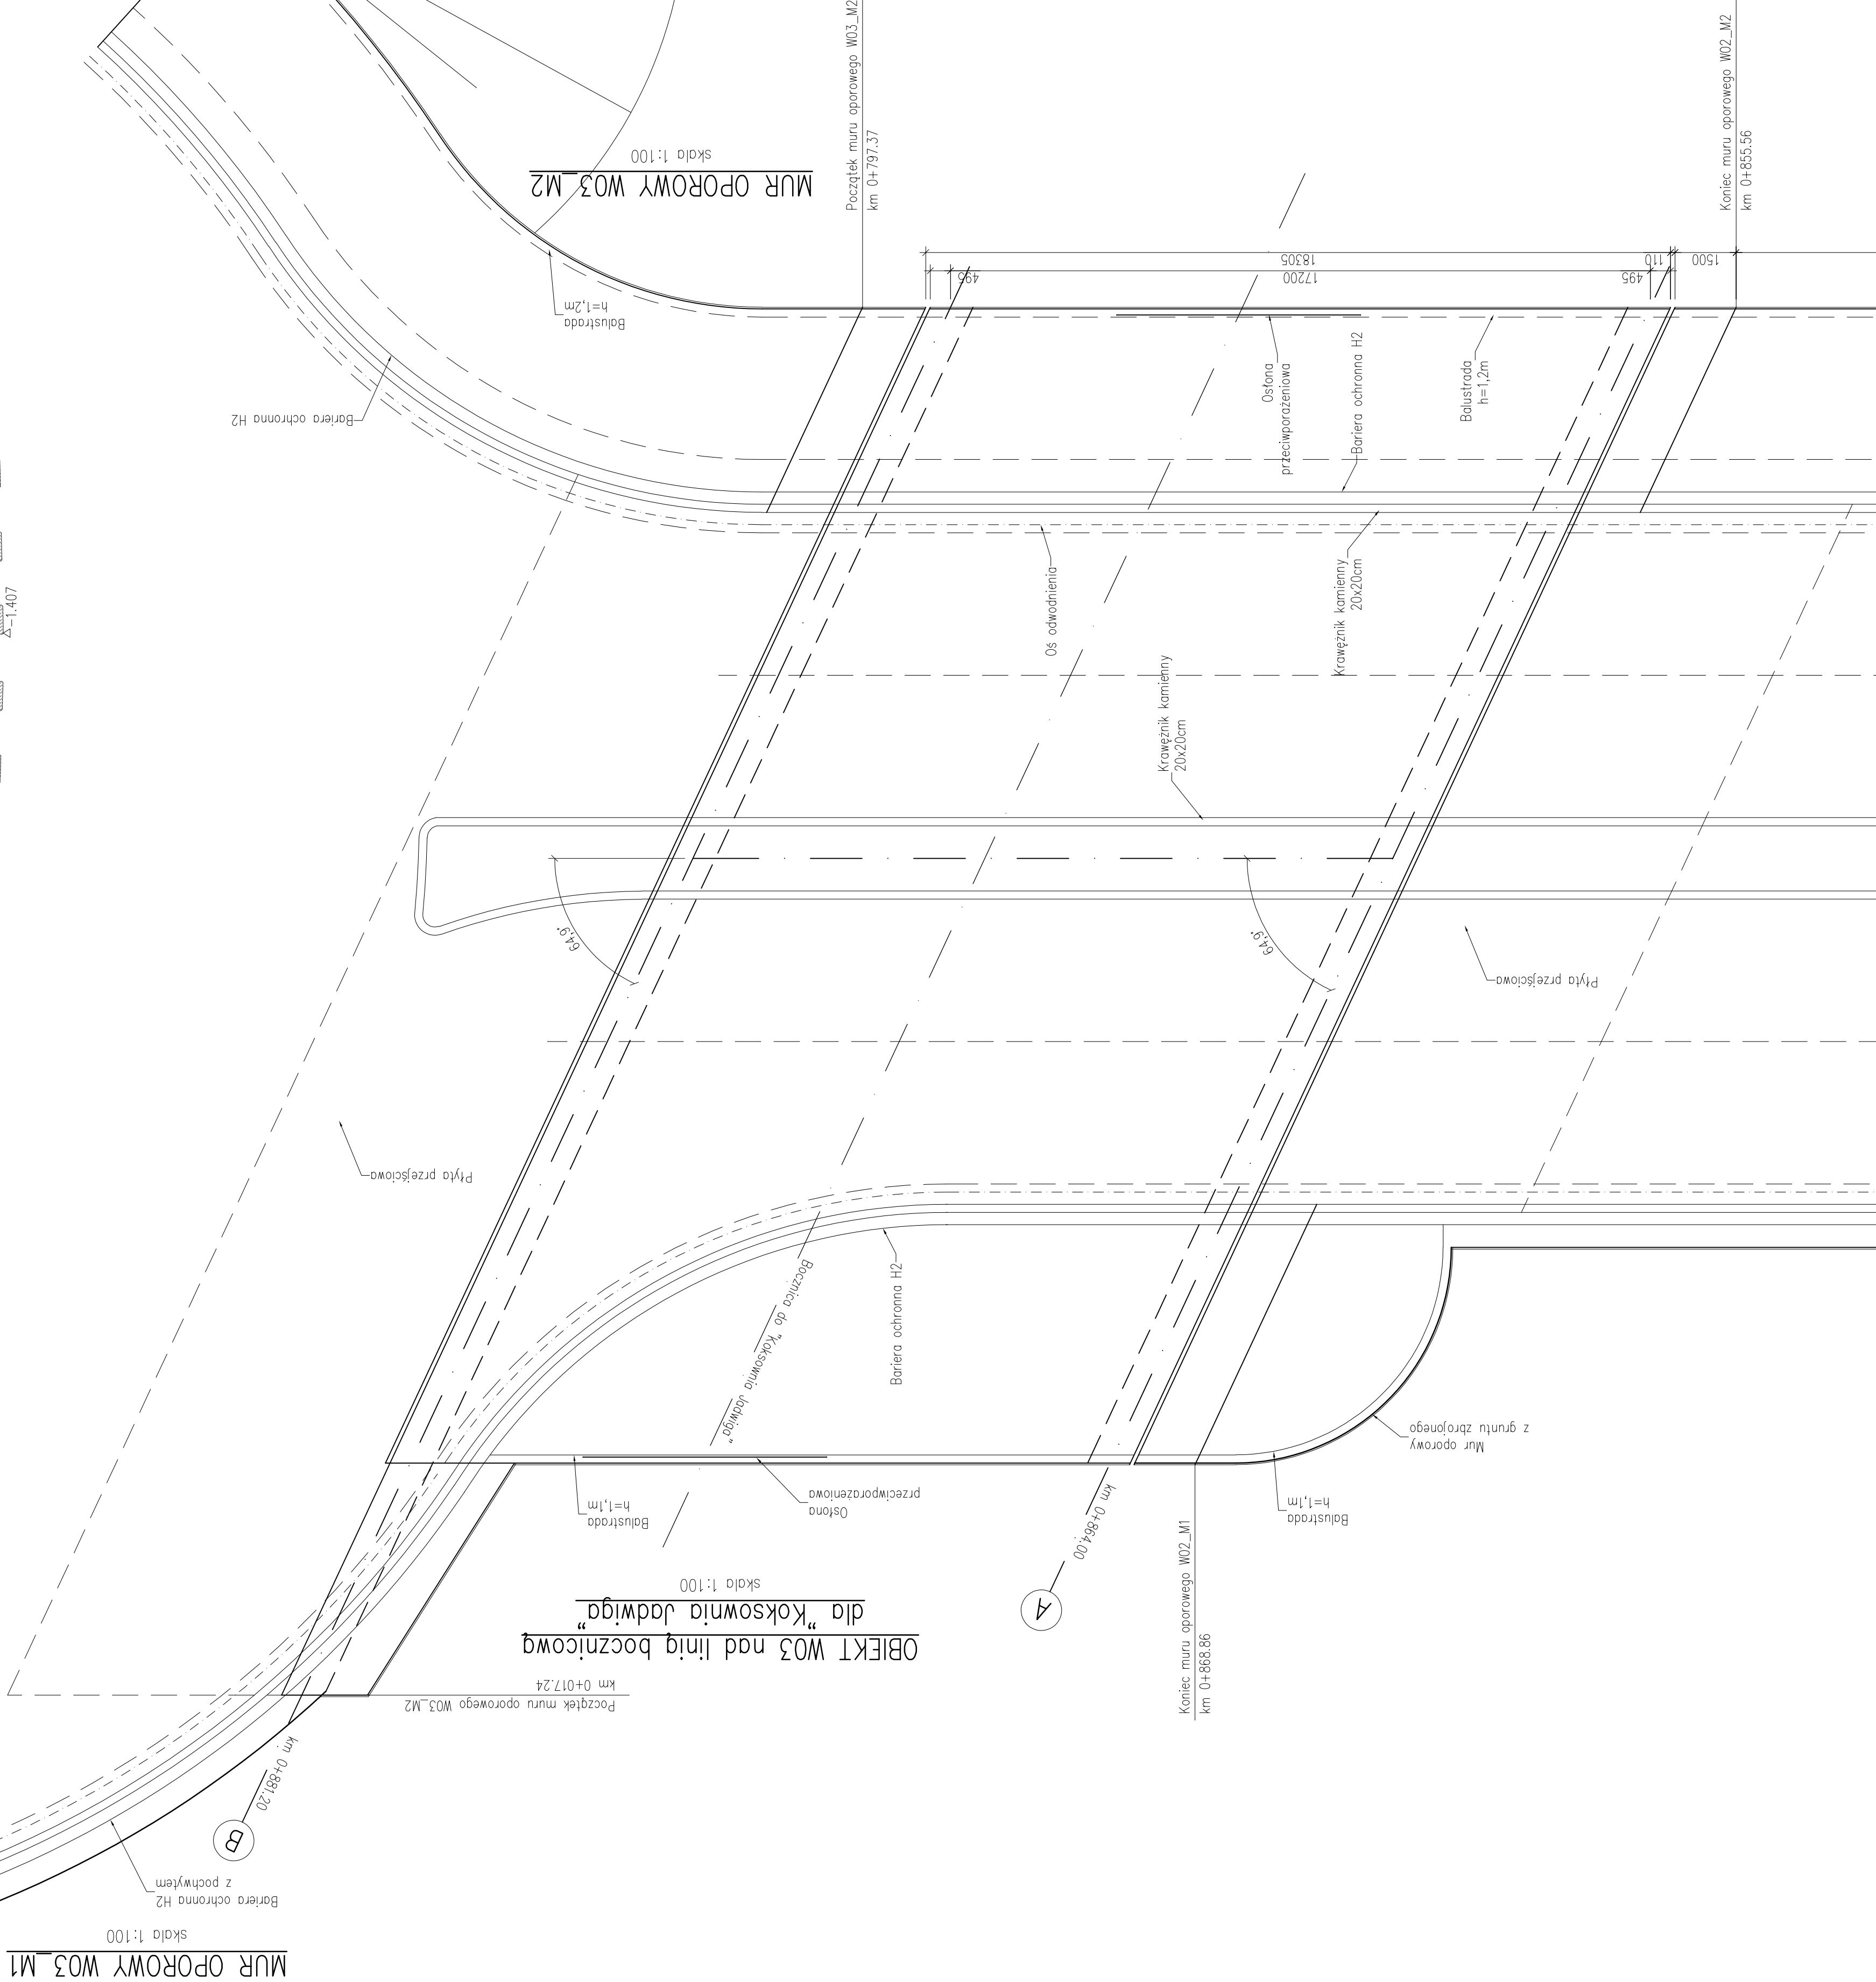 Początek muru oporowego W03_M2
km 0+797.37
Koniec muru oporowego W02_M2
km 0+855.56
MUR OPOROWY W03_M2
skala 1:100
18305
110
1500
495
17200
495
Balustrada
h=1,2m
Bariera ochronna H2
Osłona
przeciwporażeniowa
Bariera ochronna H2
Balustrada
h=1,2m
-1.407
Oś odwodnienia
Krawężnik kamienny
20x20cm
Krawężnik kamienny
20x20cm
64,9°
64,9°
Płyta przejściowa
Płyta przejściowa
Bocznica do "Koksownia Jadwiga"
Bariera ochronna H2
Mur oporowy
z gruntu zbrojonego
Balustrada
h=1,1m
Osłona
przeciwporażeniowa
Balustrada
h=1,1m
km 0+864.00
A
Koniec muru oporowego W02_M1
km 0+868.86
OBIEKT W03 nad linią bocznicową
dla "Koksownia Jadwiga"
skala 1:100
Początek muru oporowego W03_M2
km 0+017.24
km 0+881.20
B
Bariera ochronna H2
z pochwytem
MUR OPOROWY W03_M1
skala 1:100